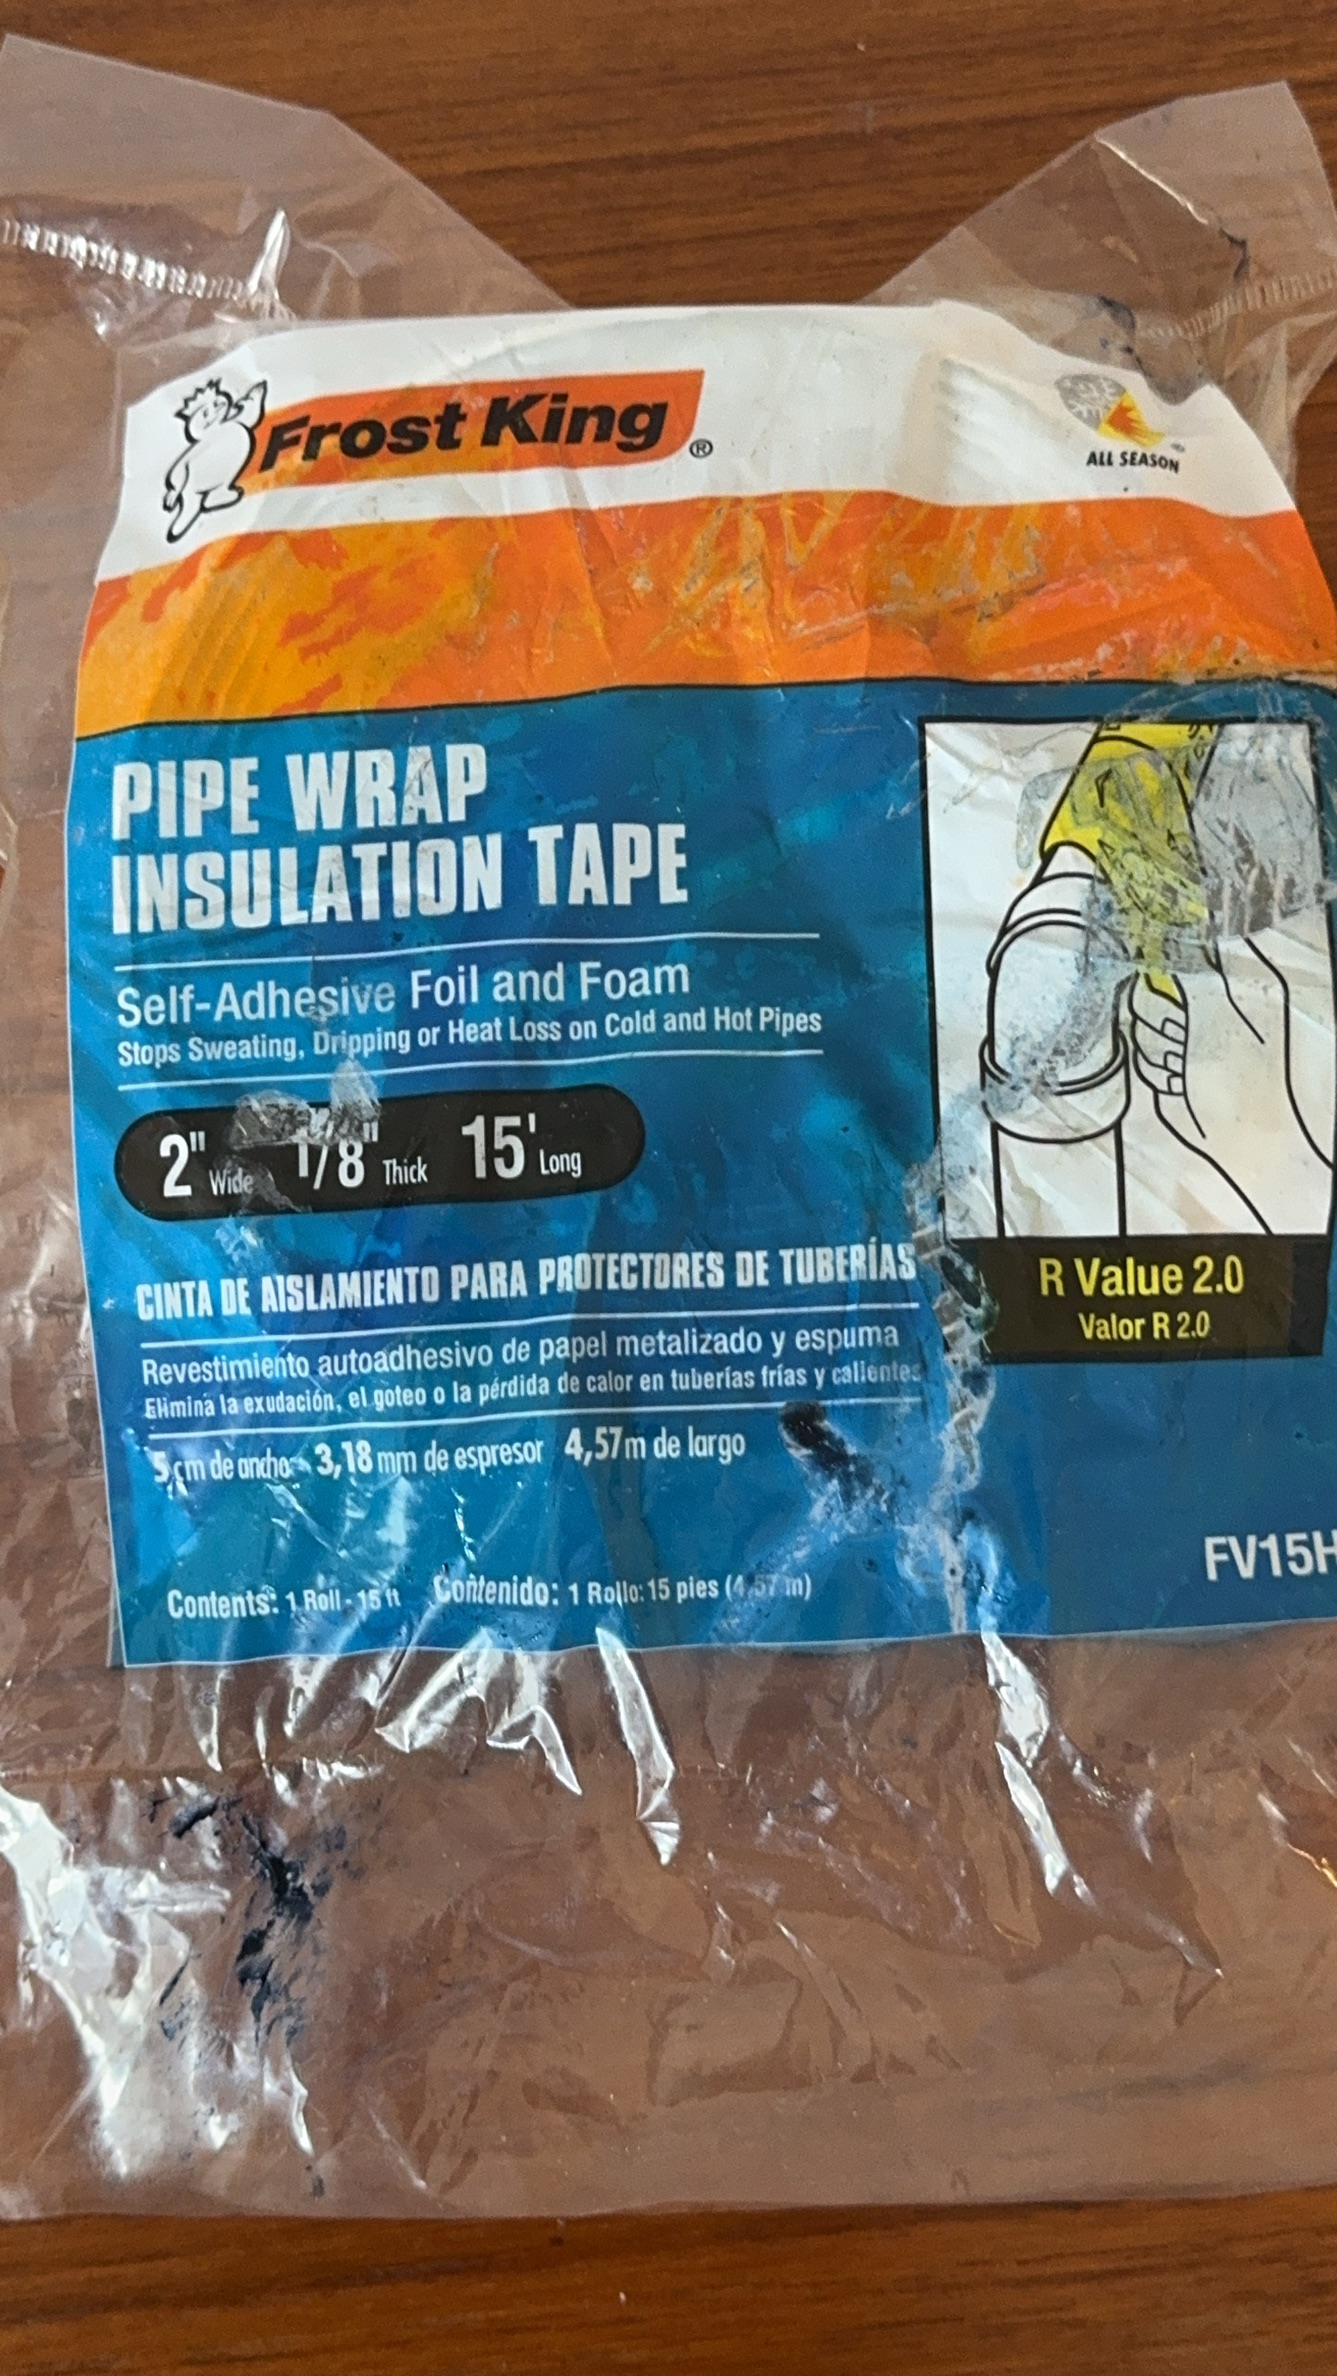 Frost King ®
ALL SEASON
PIPE WRAP
INSULATION TAPE
Self-Adhesive Foil and Foam
Stops Sweating, Dripping or Heat Loss on Cold and Hot Pipes
2" Wide 1/8" Thick 15' Long
CINTA DE AISLAMIENTO PARA PROTECTORES DE TUBERÍAS
Revestimiento autoadhesivo de papel metalizado y espuma
Elimina la exudación, el goteo o la pérdida de calor en tuberías frías y calientes
5 cm de ancho 3,18 mm de espresor 4,57m de largo
R Value 2.0
Valor R 2.0
FV15H
Contents: 1 Roll - 15 ft Contenido: 1 Rollo: 15 pies (4,57 m)